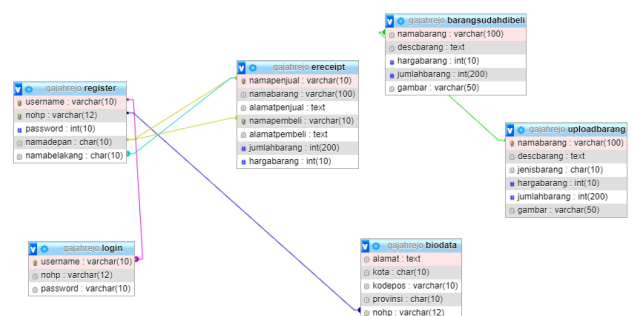 gajahrejo barangsudahdibeli
namabarang : varchar(100)
descbarang : text
hargabarang : int(10)
jumlahbarang : int(200)
gambar : varchar(50)
gajahrejo ereceipt
namapenjual : varchar(10)
namabarang : varchar(100)
alamatpenjual : text
namapembeli : varchar(10)
alamatpembeli : text
jumlahbarang : int(200)
hargabarang : int(10)
gajahrejo register
username : varchar(10)
nohp : varchar(12)
password : int(10)
namadepan : char(10)
namabelakang : char(10)
gajahrejo uploadbarang
namabarang : varchar(100)
descbarang : text
jenisbarang : char(10)
hargabarang : int(10)
jumlahbarang : int(200)
gambar : varchar(50)
gajahrejo login
username : varchar(10)
nohp : varchar(12)
password : varchar(10)
gajahrejo biodata
alamat : text
kota : char(10)
kodepos : varchar(10)
provinsi : char(10)
nohp : varchar(12)